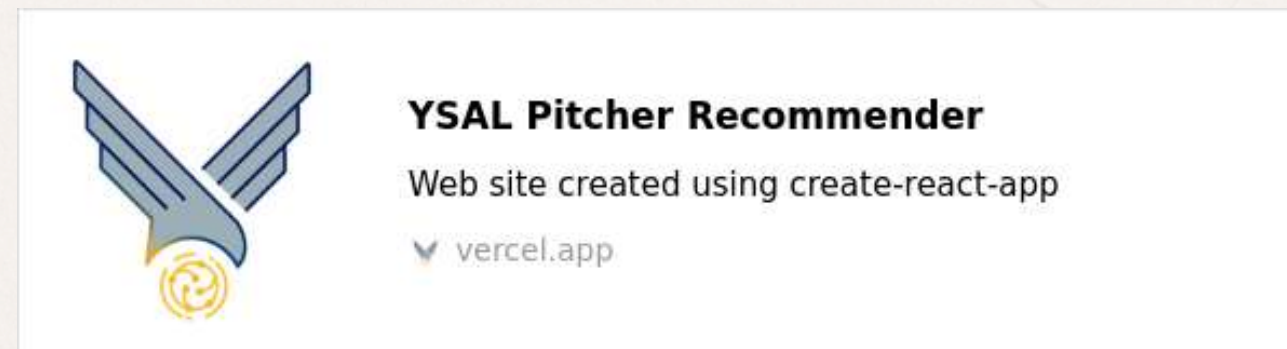 YSAL Pitcher Recommender
Web site created using create-react-app
vercel.app